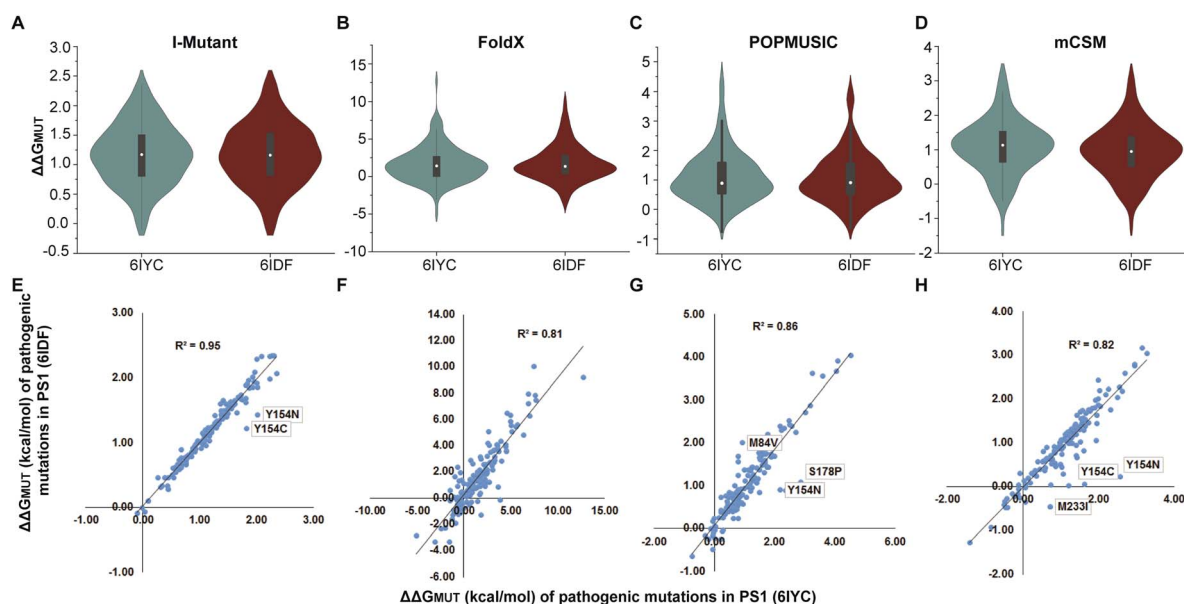 A
I-Mutant
ΔΔGMUT
3.0
2.5
2.0
1.5
1.0
0.5
0.0
-0.5
6IYC
6IDF
B
FoldX
15
10
5
0
-5
-10
6IYC
6IDF
C
POPMUSIC
5
4
3
2
1
0
-1
6IYC
6IDF
D
mCSM
4
3
2
1
0
-1
-2
6IYC
6IDF
E
ΔΔGMUT (kcal/mol) of pathogenic
mutations in PS1 (6IDF)
3.00
2.00
1.00
0.00
-1.00
-1.00
0.00
1.00
2.00
3.00
R² = 0.95
Y154N
Y154C
F
14.00
12.00
10.00
8.00
6.00
4.00
2.00
0.00
-2.00
-4.00
-6.00
-10.00
-5.00
0.00
5.00
10.00
15.00
R² = 0.81
G
5.00
4.00
3.00
2.00
1.00
0.00
-1.00
-2.00
0.00
2.00
4.00
6.00
R² = 0.86
M84V
S178P
Y154N
H
4.00
3.00
2.00
1.00
0.00
-1.00
-2.00
-2.00
0.00
2.00
4.00
R² = 0.82
Y154C
Y154N
M233I
ΔΔGMUT (kcal/mol) of pathogenic mutations in PS1 (6IYC)